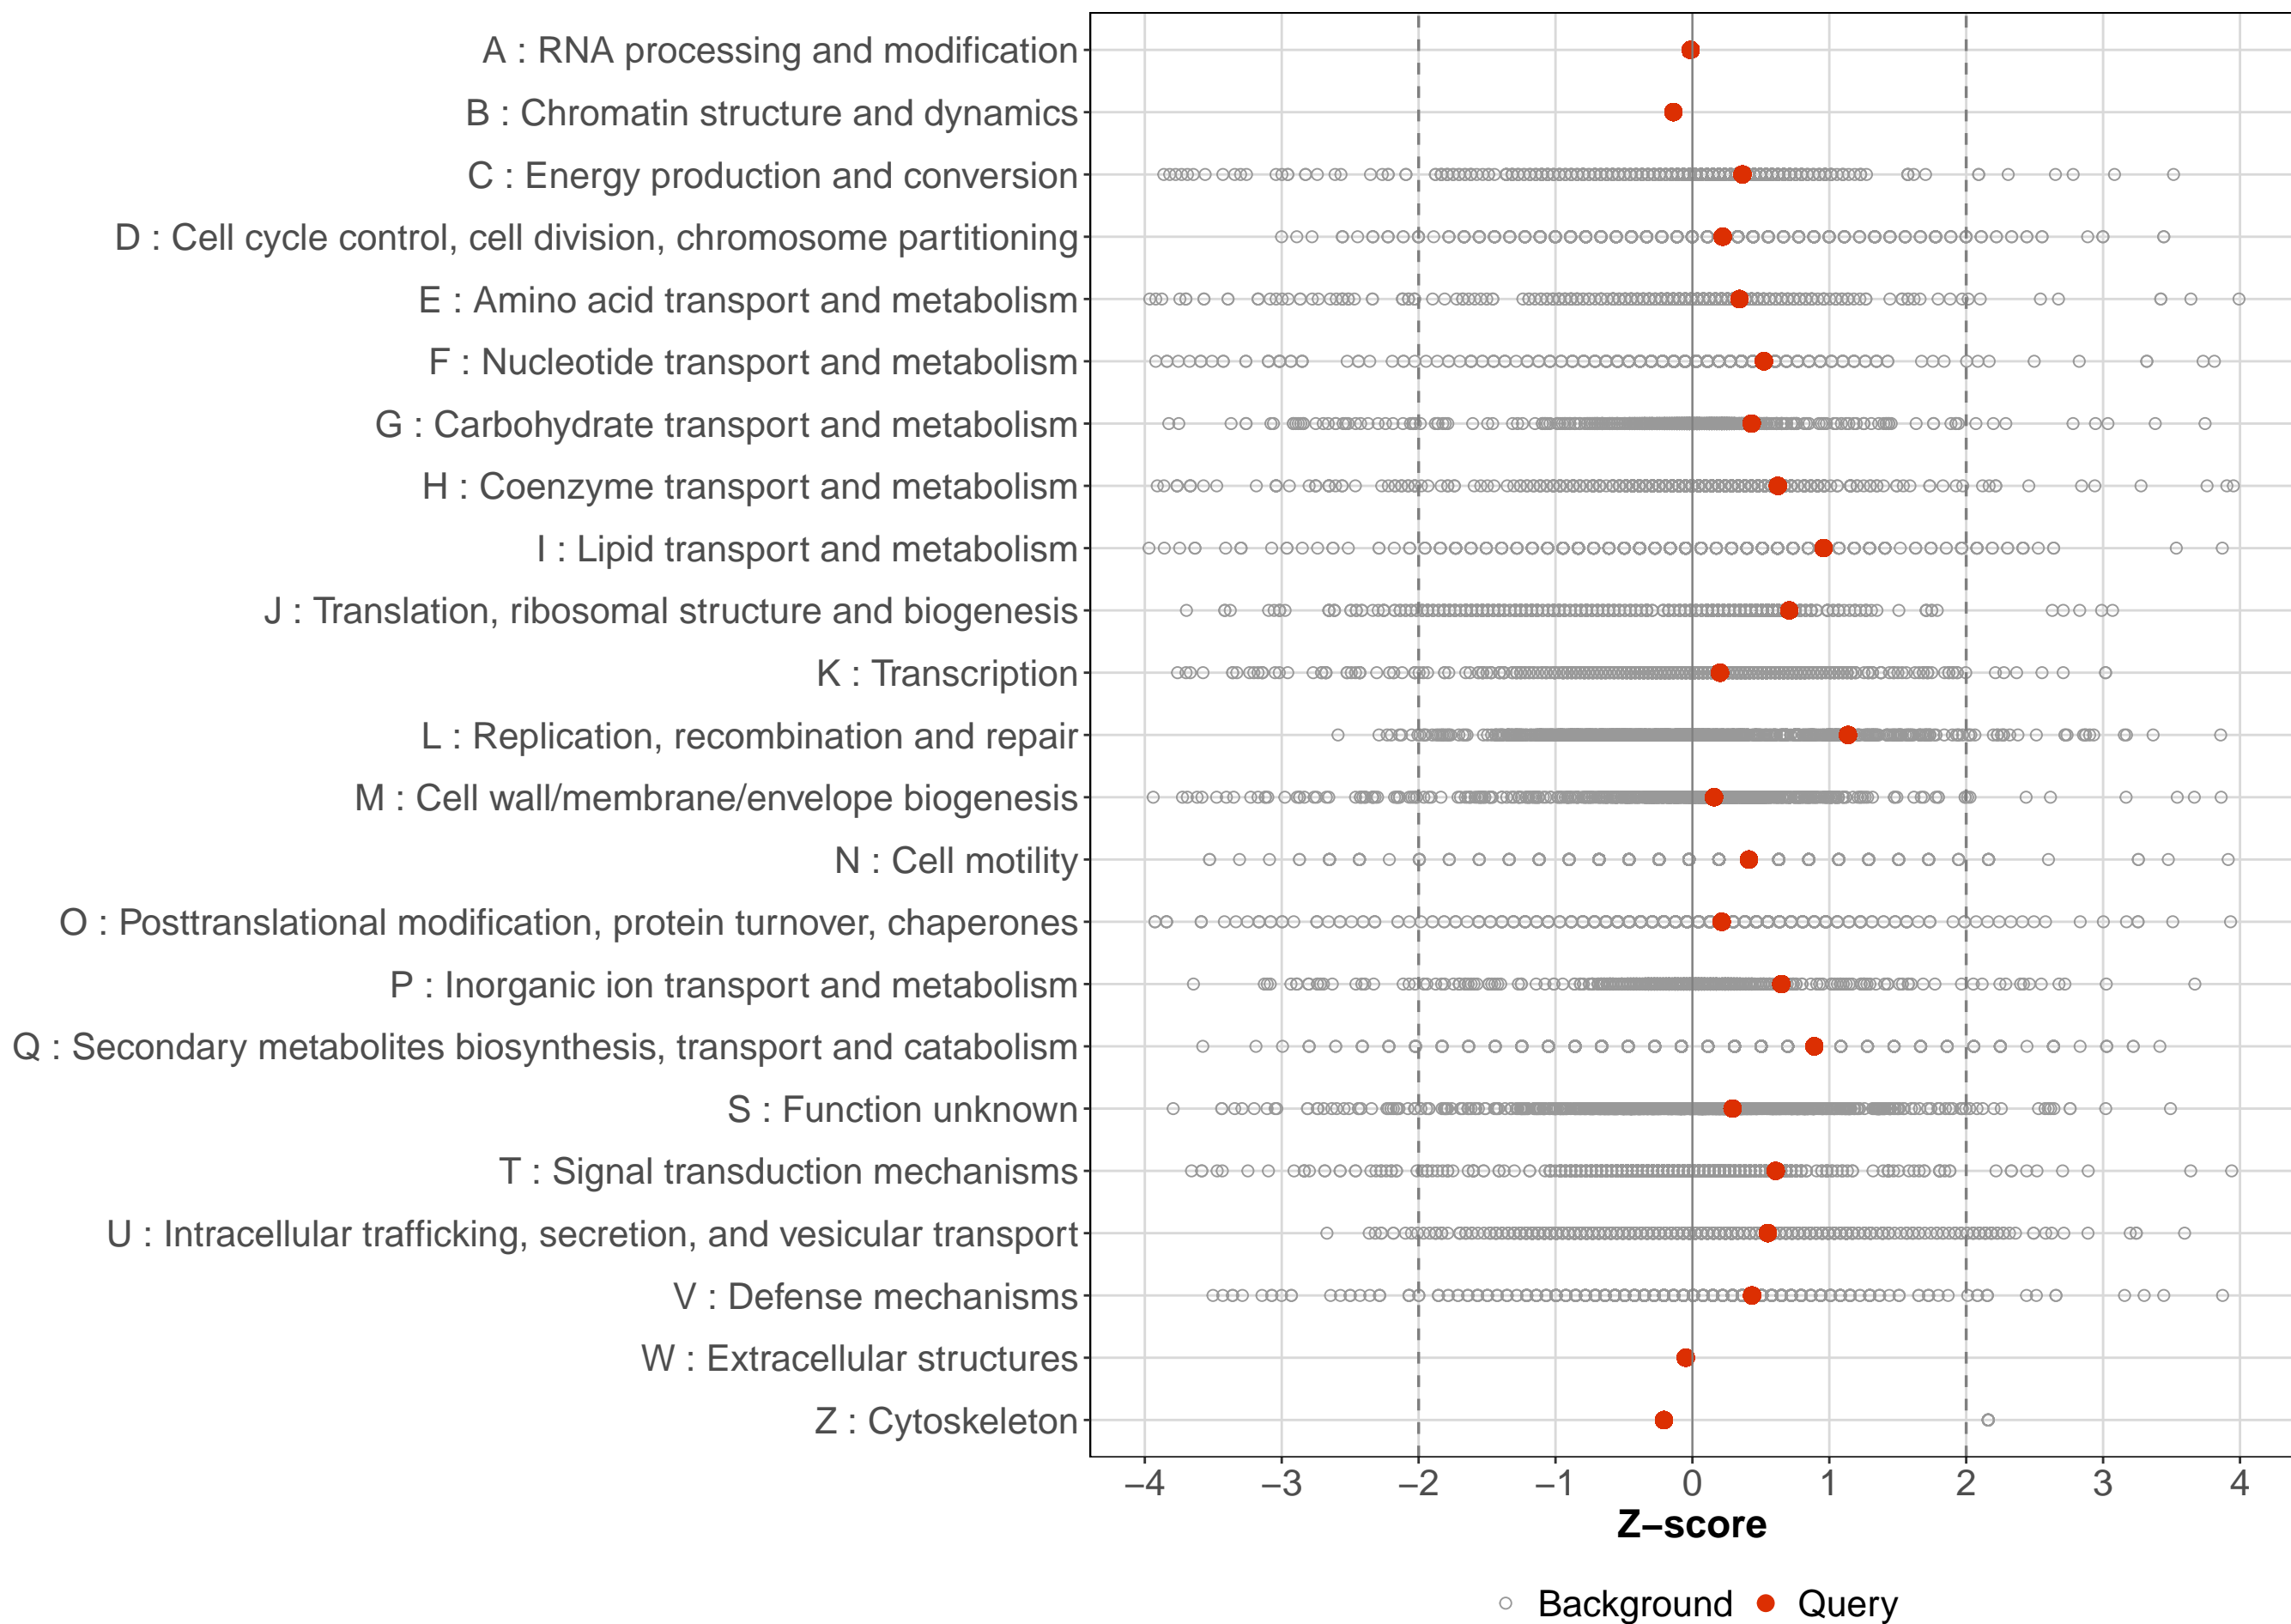 A : RNA processing and modification
B : Chromatin structure and dynamics
C : Energy production and conversion
D : Cell cycle control, cell division, chromosome partitioning
E : Amino acid transport and metabolism
F : Nucleotide transport and metabolism
G : Carbohydrate transport and metabolism
H : Coenzyme transport and metabolism
I : Lipid transport and metabolism
J : Translation, ribosomal structure and biogenesis
K : Transcription
L : Replication, recombination and repair
M : Cell wall/membrane/envelope biogenesis
N : Cell motility
O : Posttranslational modification, protein turnover, chaperones
P : Inorganic ion transport and metabolism
Q : Secondary metabolites biosynthesis, transport and catabolism
S : Function unknown
T : Signal transduction mechanisms
U : Intracellular trafficking, secretion, and vesicular transport
V : Defense mechanisms
W : Extracellular structures
Z : Cytoskeleton
−4 −3 −2 −1 0 1 2 3 4
Z−score
Background Query